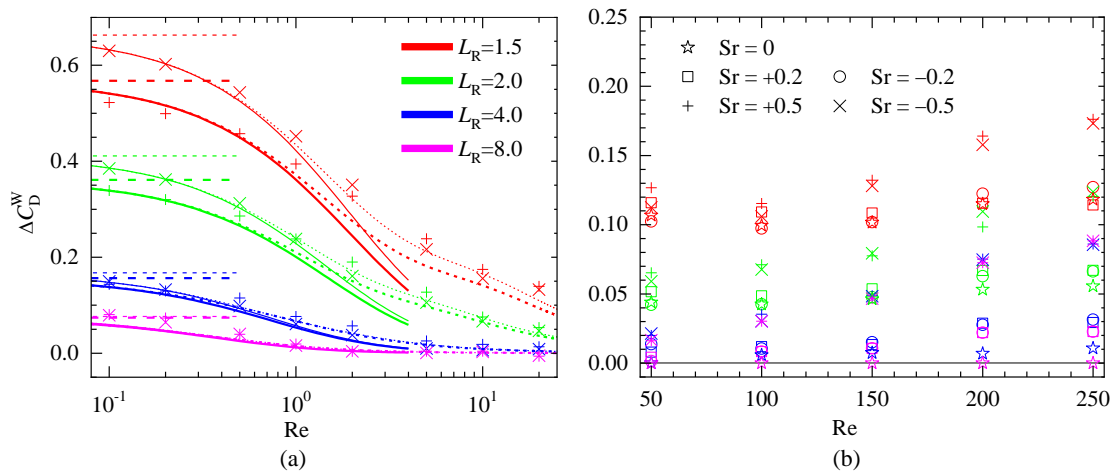 0.6
0.4
0.2
0.0
ΔC_D^W
10^-1
10^0
10^1
Re
L_R=1.5
L_R=2.0
L_R=4.0
L_R=8.0
(a)
0.25
0.20
0.15
0.10
0.05
0.00
50
100
150
200
250
Re
Sr = 0
Sr = +0.2 Sr = –0.2
Sr = +0.5 Sr = –0.5
(b)